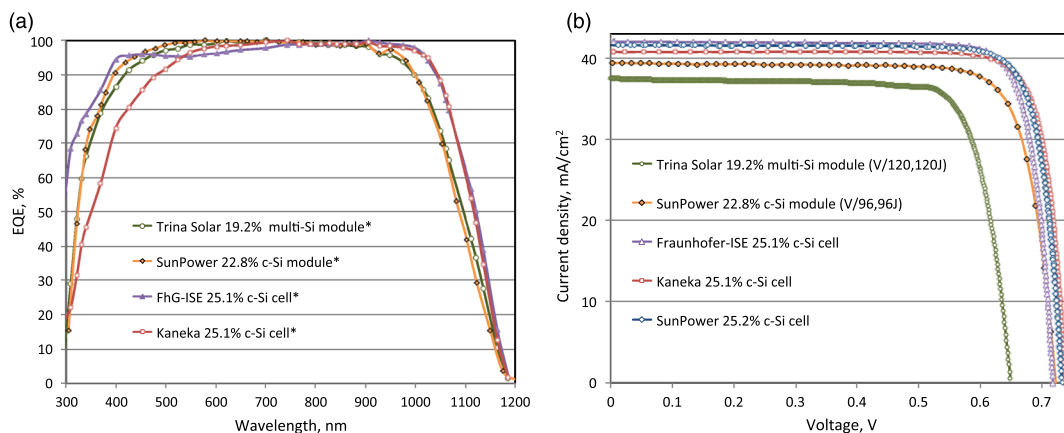 (a)
100
90
80
70
60
50
40
30
20
10
0
EQE, %
300 400 500 600 700 800 900 1000 1100 1200
Wavelength, nm
Trina Solar 19.2% multi-Si module*
SunPower 22.8% c-Si module*
FhG-ISE 25.1% c-Si cell*
Kaneka 25.1% c-Si cell*
(b)
40
30
20
10
0
Current density, mA/cm²
0 0.1 0.2 0.3 0.4 0.5 0.6 0.7
Voltage, V
Trina Solar 19.2% multi-Si module (V/120,120J)
SunPower 22.8% c-Si module (V/96,96J)
Fraunhofer-ISE 25.1% c-Si cell
Kaneka 25.1% c-Si cell
SunPower 25.2% c-Si cell